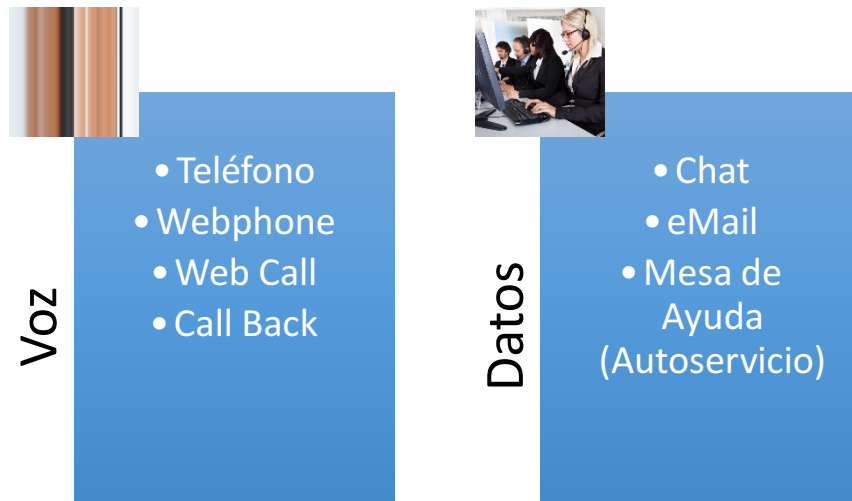 Voz
• Teléfono
• Webphone
• Web Call
• Call Back
Datos
• Chat
• eMail
• Mesa de
Ayuda
(Autoservicio)